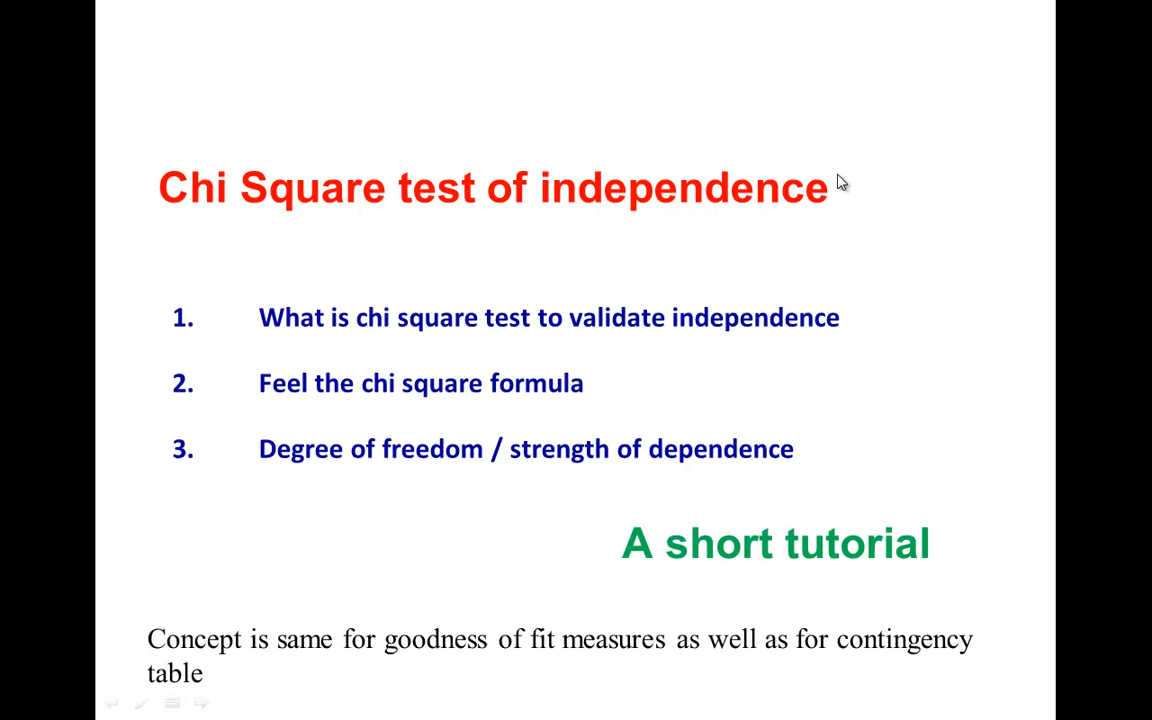 Chi Square test of independence
1. What is chi square test to validate independence
2. Feel the chi square formula
3. Degree of freedom / strength of dependence
A short tutorial
Concept is same for goodness of fit measures as well as for contingency
table